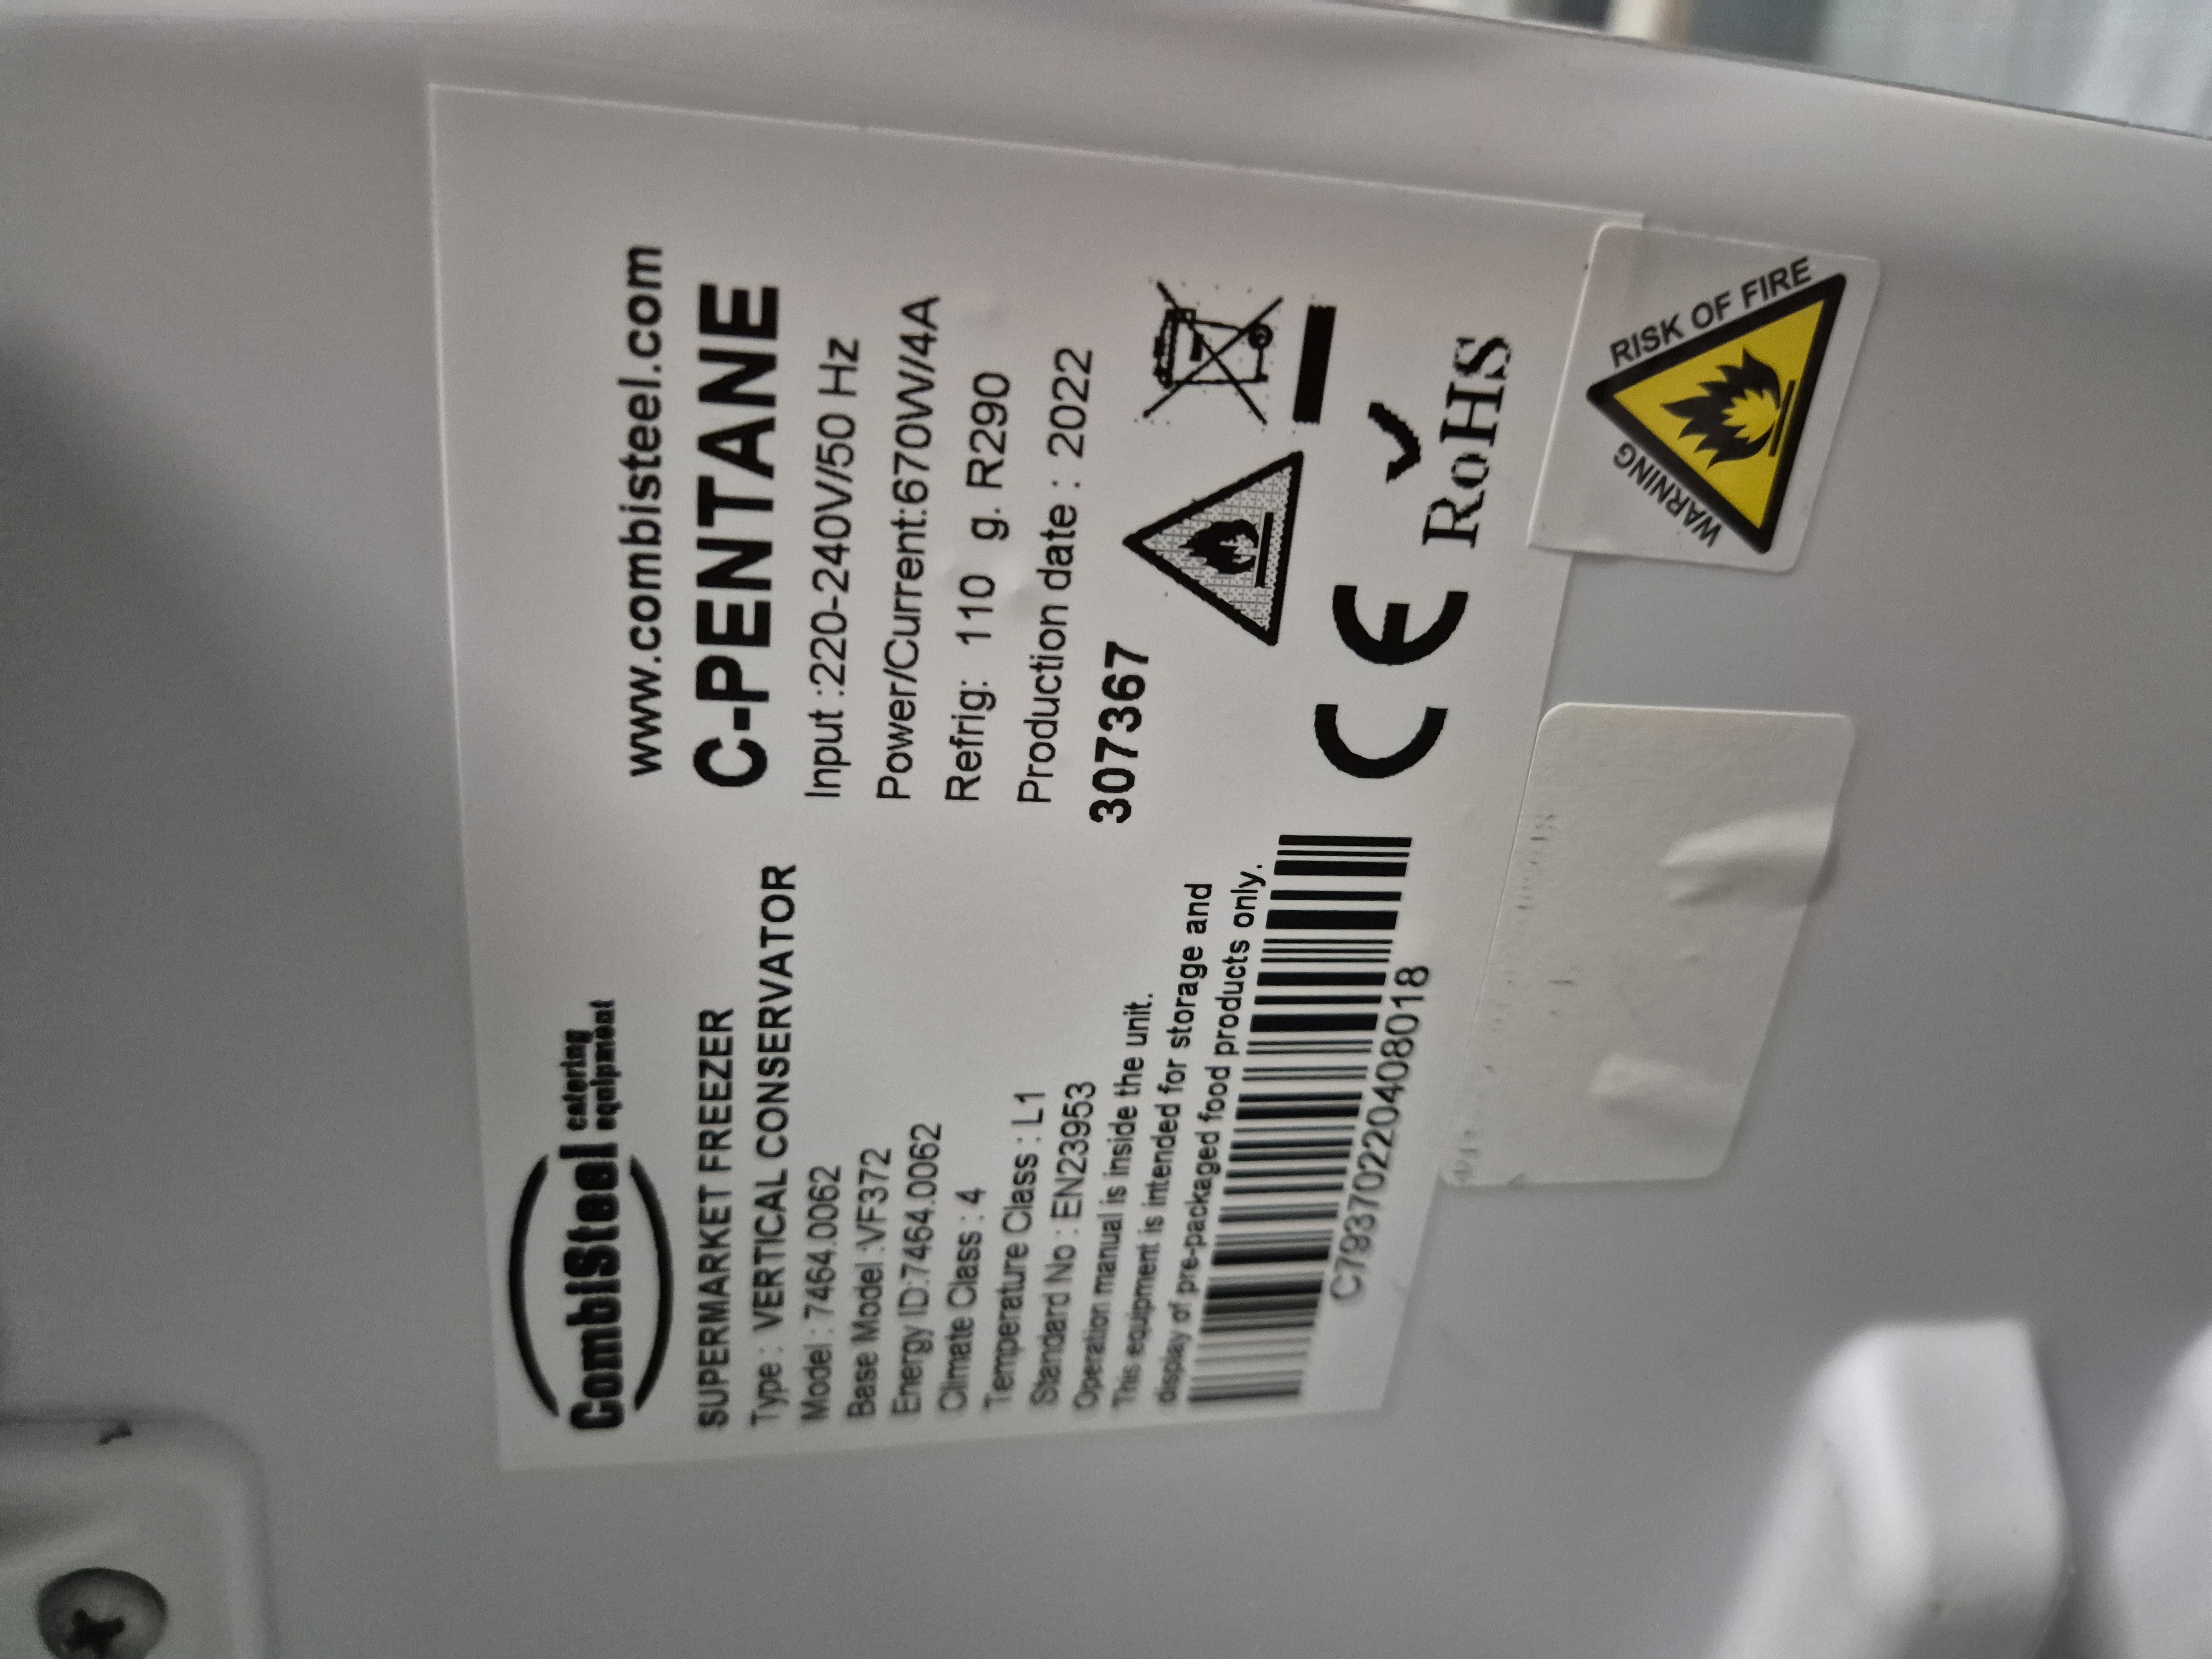 CombiSteel catering equipment
www.combisteel.com
SUPERMARKET FREEZER
Type : VERTICAL CONSERVATOR
Model : 7464.0062
Base Model :VF372
Energy ID:7464.0062
Climate Class : 4
Temperature Class : L1
Standard No : EN23953
Operation manual is inside the unit.
This equipment is intended for storage and
display of pre-packaged food products only.
C79370220408018
C-PENTANE
Input :220-240V/50 Hz
Power/Current:670W/4A
Refrig: 110 g. R290
Production date : 2022
307367
CE
RoHS
WARNING
RISK OF FIRE